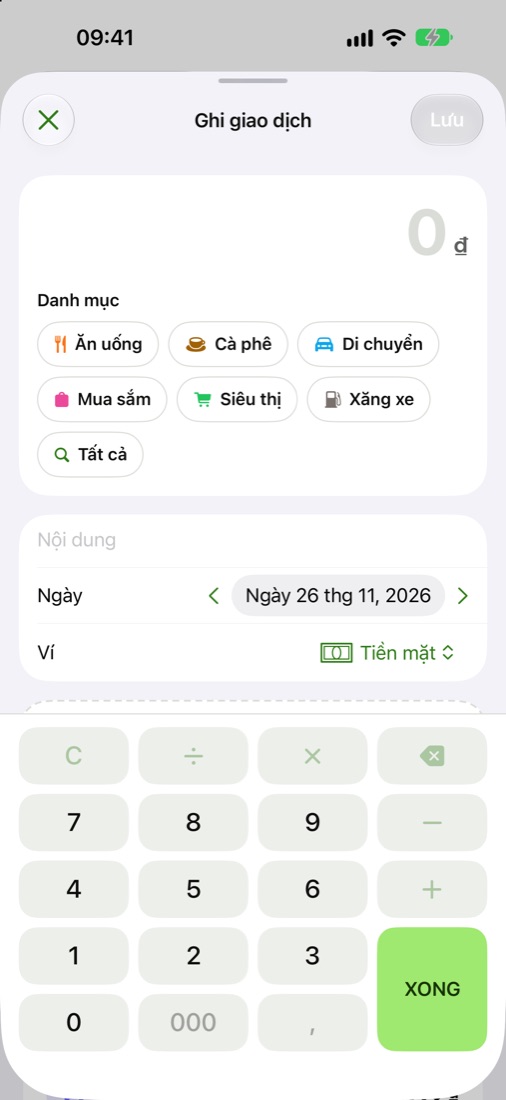 09:41
Ghi giao dịch
Lưu
0 đ
Danh mục
Ăn uống
Cà phê
Di chuyển
Mua sắm
Siêu thị
Xăng xe
Tất cả
Nội dung
Ngày
Ngày 26 thg 11, 2026
Ví
Tiền mặt
C ÷ ×
7 8 9 −
4 5 6 +
1 2 3
XONG
0 000 ,